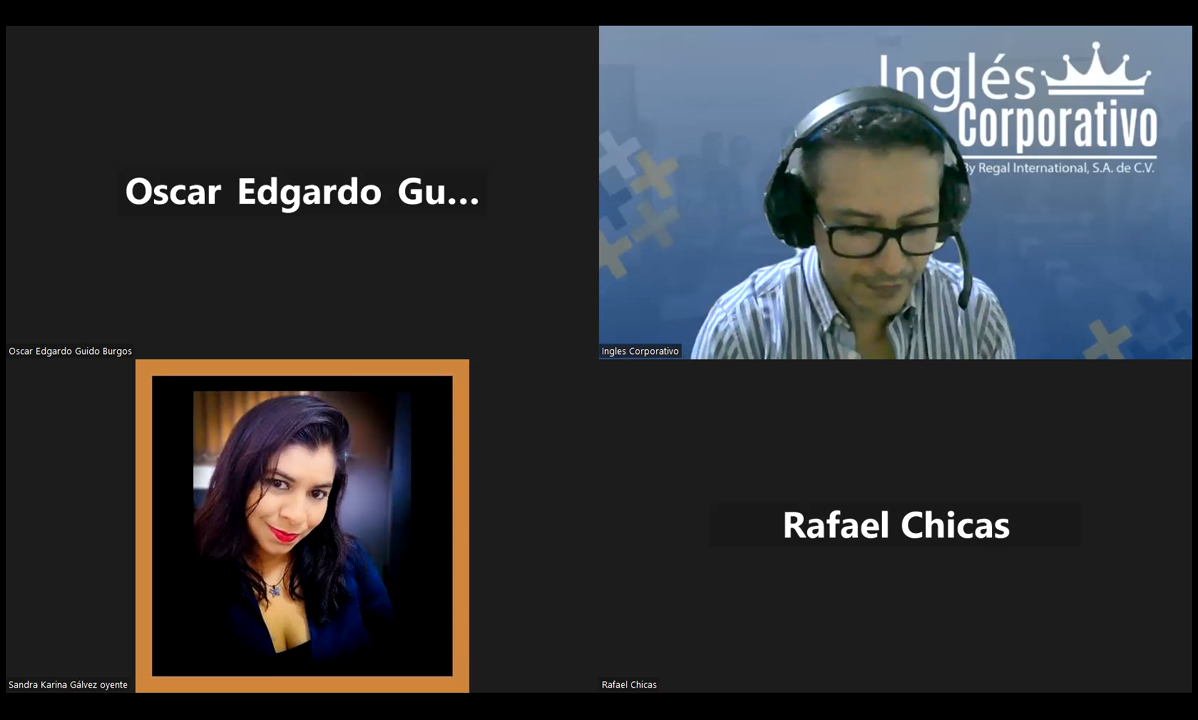 Oscar Edgardo Gu...
Oscar Edgardo Guido Burgos
Inglés
Corporativo
By Regal International, S.A. de C.V.
Ingles Corporativo
Sandra Karina Gálvez oyente
Rafael Chicas
Rafael Chicas